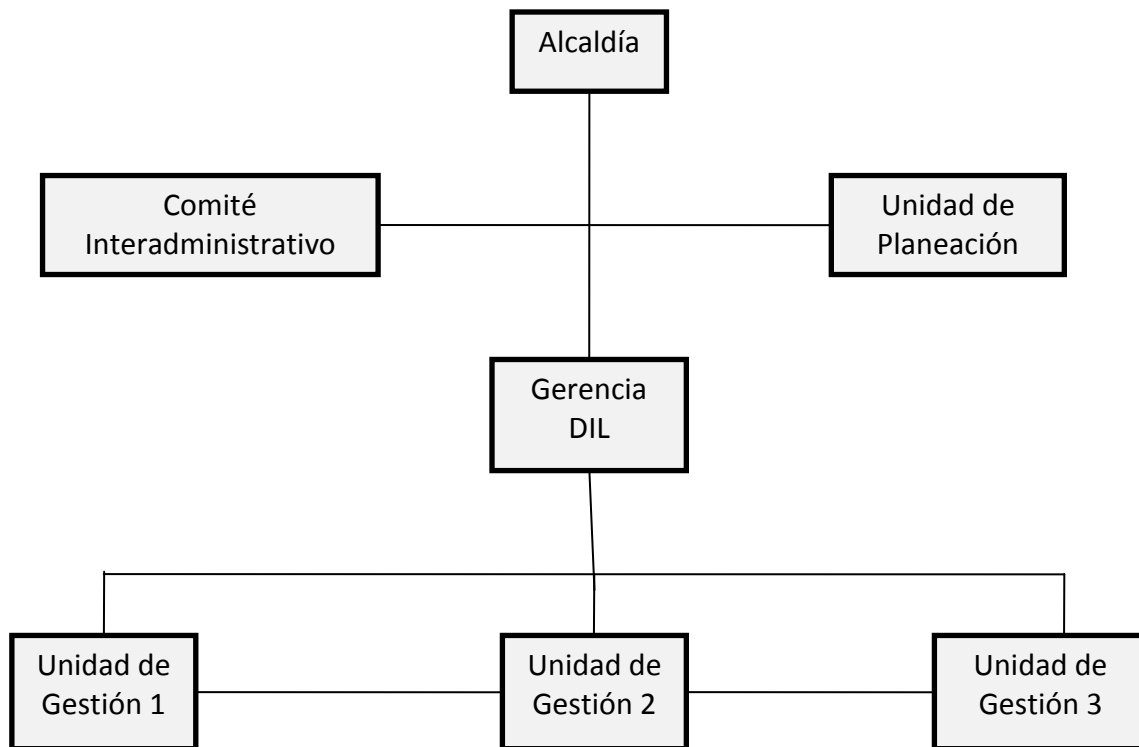 Alcaldía
Comité
Interadministrativo
Unidad de
Planeación
Gerencia
DIL
Unidad de
Gestión 1
Unidad de
Gestión 2
Unidad de
Gestión 3